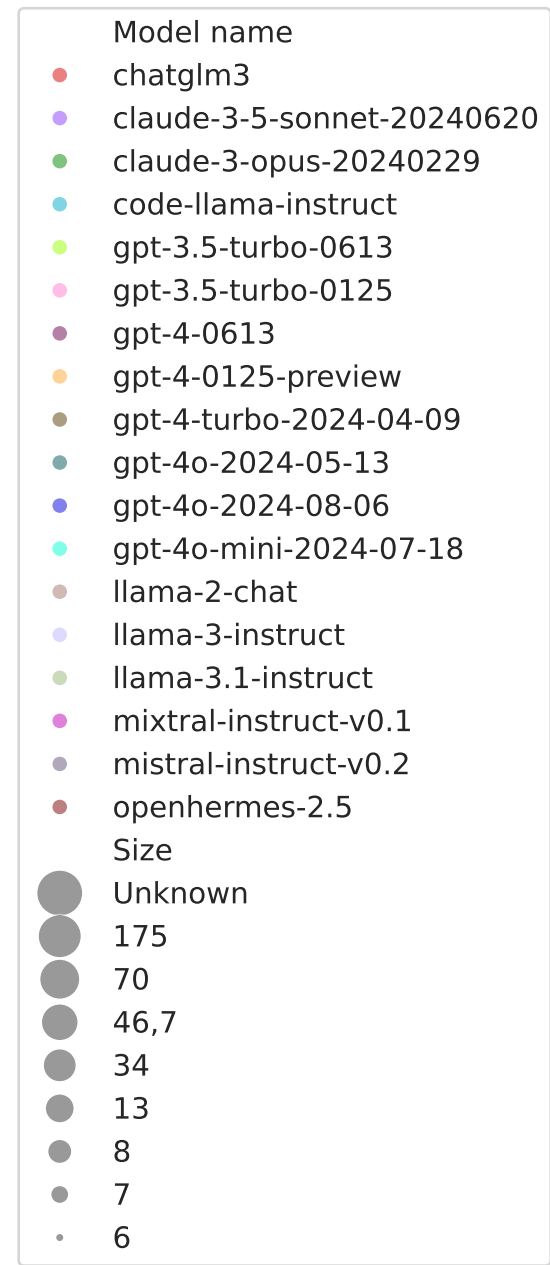 Model name
chatglm3
claude-3-5-sonnet-20240620
claude-3-opus-20240229
code-llama-instruct
gpt-3.5-turbo-0613
gpt-3.5-turbo-0125
gpt-4-0613
gpt-4-0125-preview
gpt-4-turbo-2024-04-09
gpt-4o-2024-05-13
gpt-4o-2024-08-06
gpt-4o-mini-2024-07-18
llama-2-chat
llama-3-instruct
llama-3.1-instruct
mixtral-instruct-v0.1
mistral-instruct-v0.2
openhermes-2.5
Size
Unknown
175
70
46,7
34
13
8
7
6